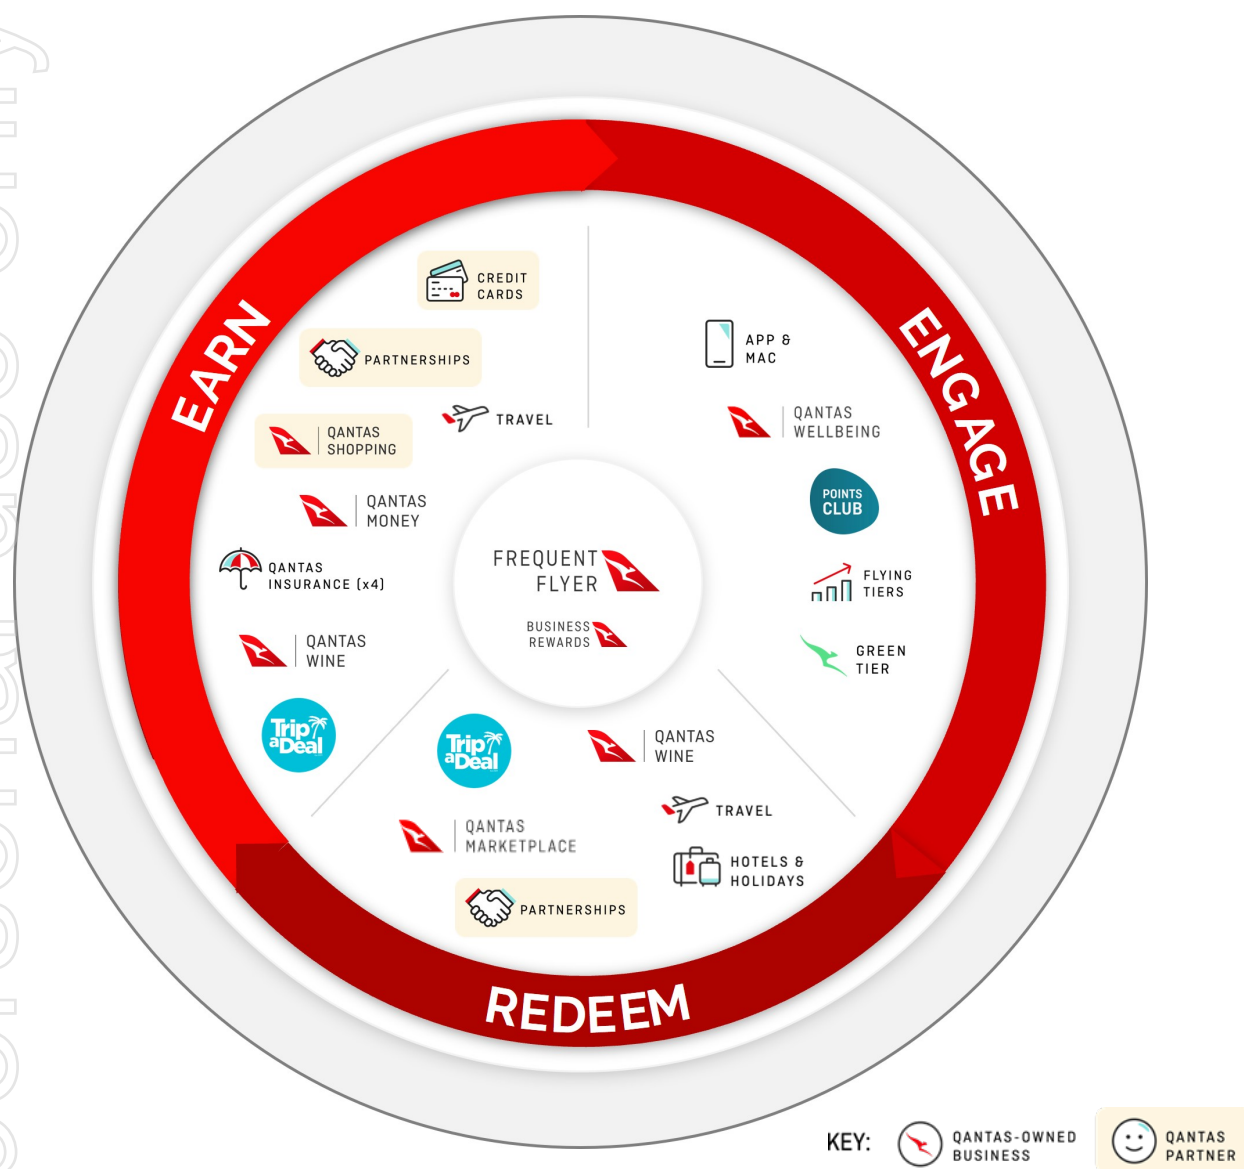 EARN
CREDIT
CARDS
PARTNERSHIPS
TRAVEL
QANTAS
SHOPPING
QANTAS
MONEY
QANTAS
INSURANCE (x4)
QANTAS
WINE
Trip
aDeal
ENGAGE
APP &
MAC
QANTAS
WELLBEING
POINTS
CLUB
FLYING
TIERS
GREEN
TIER
FREQUENT
FLYER
BUSINESS
REWARDS
Trip
aDeal
QANTAS
WINE
TRAVEL
QANTAS
MARKETPLACE
HOTELS &
HOLIDAYS
PARTNERSHIPS
REDEEM
KEY:
QANTAS-OWNED
BUSINESS
QANTAS
PARTNER